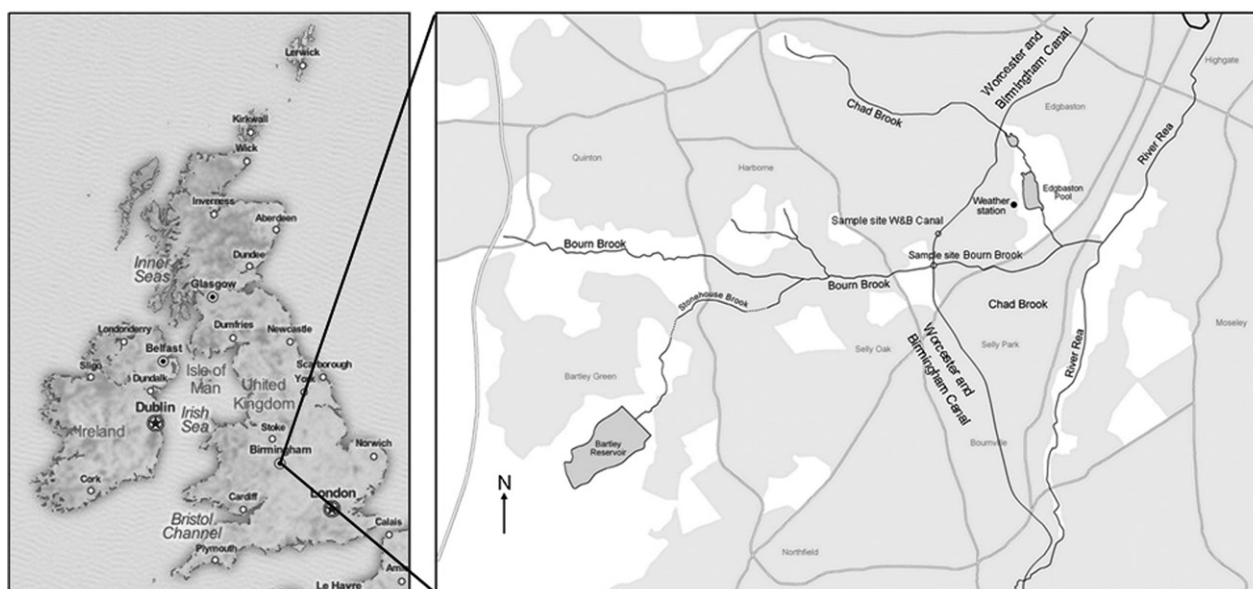 Lerwick
Kirkwall
Wick
Inverness
Aberdeen
Inner
Seas
Dundee
Glasgow
Londonderry
Dumfries
Newcastle
Belfast
Sligo
Isle of
Man
Scarborough
Dundalk
United
Kingdom
York
Dublin
Irish
Sea
Ireland
Stoke
Birmingham
Norwich
Cork
Cardiff
London
Bristol
Channel
Calais
Plymouth
Le Havre
Ami
Worcester and
Birmingham Canal
Highgate
Chad Brook
Edgbaston
River Rea
Quinton
Harborne
Weather
station
Edgbaston
Pool
Sample site W&B Canal
Bourn Brook
Sample site Bourn Brook
Bourn Brook
Stonehouse Brook
Chad Brook
Moseley
Worcester and
Birmingham Canal
Selly Oak
Selly Park
River Rea
Bartley Green
Bartley
Reservoir
Bournville
N
Northfield